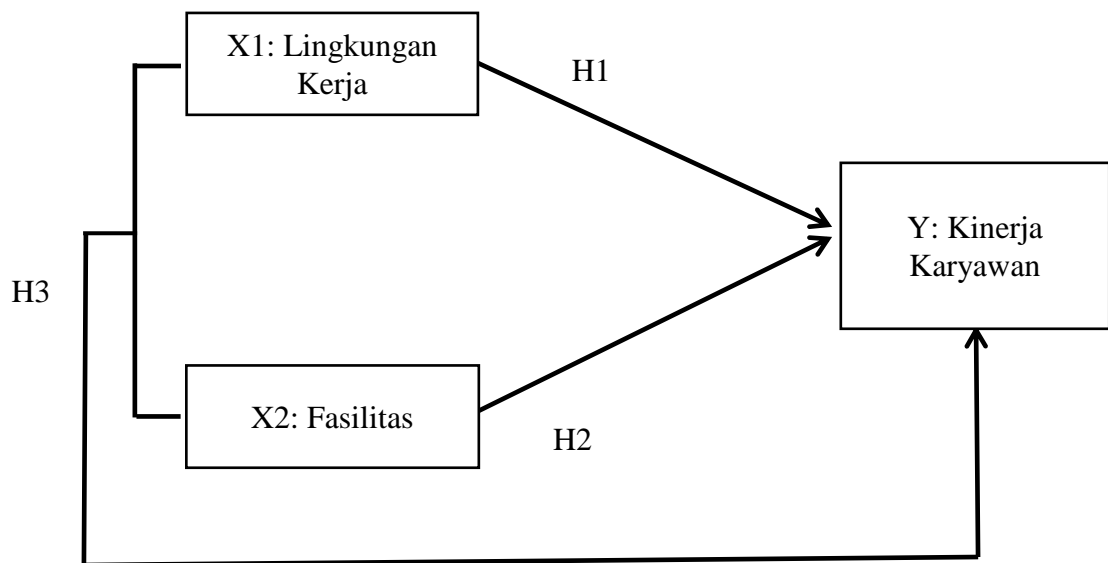 X1: Lingkungan
Kerja
H1
Y: Kinerja
Karyawan
H3
X2: Fasilitas
H2